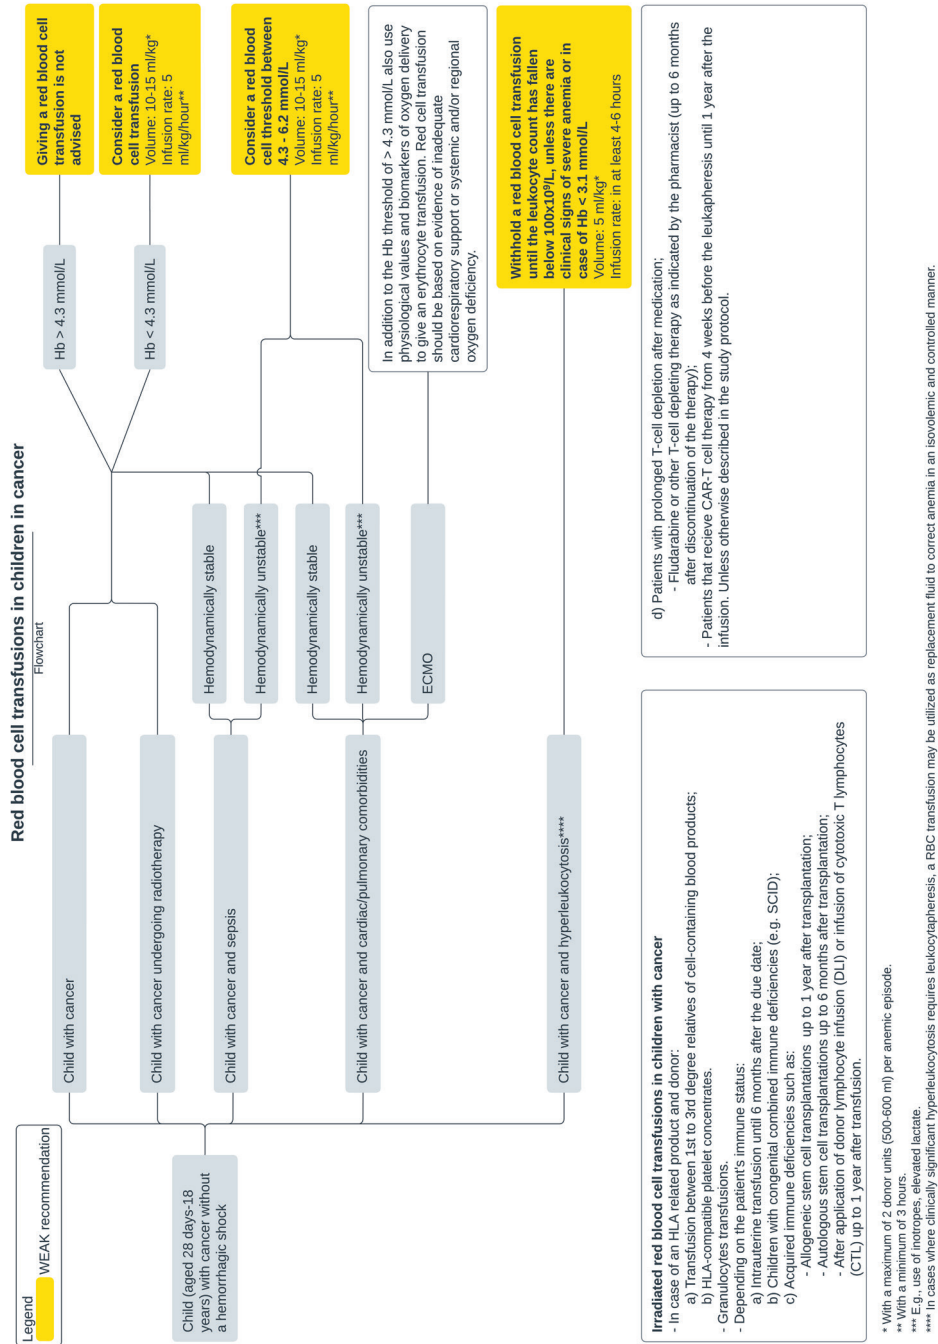 Red blood cell transfusions in children in cancer
Flowchart
Legend
WEAK recommendation
Child (aged 28 days-18
years) with cancer without
a hemorrhagic shock
Child with cancer
Child with cancer undergoing radiotherapy
Child with cancer and sepsis
Child with cancer and cardiac/pulmonary comorbidities
Child with cancer and hyperleukocytosis****
Hemodynamically stable
Hemodynamically unstable***
Hemodynamically stable
Hemodynamically unstable***
ECMO
Hb > 4.3 mmol/L
Hb < 4.3 mmol/L
Giving a red blood cell
transfusion is not
advised
Consider a red blood
cell transfusion
Volume: 10-15 ml/kg*
Infusion rate: 5
ml/kg/hour**
Consider a red blood
cell threshold between
4.3 - 6.2 mmol/L
Volume: 10-15 ml/kg*
Infusion rate: 5
ml/kg/hour**
In addition to the Hb threshold of > 4.3 mmol/L also use
physiological values and biomarkers of oxygen delivery
to give an erythrocyte transfusion. Red cell transfusion
should be based on evidence of inadequate
cardiorespiratory support or systemic and/or regional
oxygen deficiency.
Withhold a red blood cell transfusion
until the leukocyte count has fallen
below 100x10⁹/L, unless there are
clinical signs of severe anemia or in
case of Hb < 3.1 mmol/L
Volume: 5 ml/kg*
Infusion rate: in at least 4-6 hours
Irradiated red blood cell transfusions in children with cancer
- In case of an HLA related product and donor:
a) Transfusion between 1st to 3rd degree relatives of cell-containing blood products;
b) HLA-compatible platelet concentrates.
- Granulocytes transfusions.
- Depending on the patient's immune status:
a) Intrauterine transfusion until 6 months after the due date;
b) Children with congenital combined immune deficiencies (e.g. SCID);
c) Acquired immune deficiencies such as:
- Allogeneic stem cell transplantations up to 1 year after transplantation;
- Autologous stem cell transplantations up to 6 months after transplantation;
- After application of donor lymphocyte infusion (DLI) or infusion of cytotoxic T lymphocytes
(CTL) up to 1 year after transfusion.
d) Patients with prolonged T-cell depletion after medication;
- Fludarabine or other T-cell depleting therapy as indicated by the pharmacist (up to 6 months
after discontinuation of the therapy);
- Patients that recieve CAR-T cell therapy from 4 weeks before the leukapheresis until 1 year after the
infusion. Unless otherwise described in the study protocol.
* With a maximum of 2 donor units (500-600 ml) per anemic episode.
** With a minimum of 3 hours.
*** E.g., use of inotropes, elevated lactate.
**** In cases where clinically significant hyperleukocytosis requires leukocytapheresis, a RBC transfusion may be utilized as replacement fluid to correct anemia in an isovolemic and controlled manner.